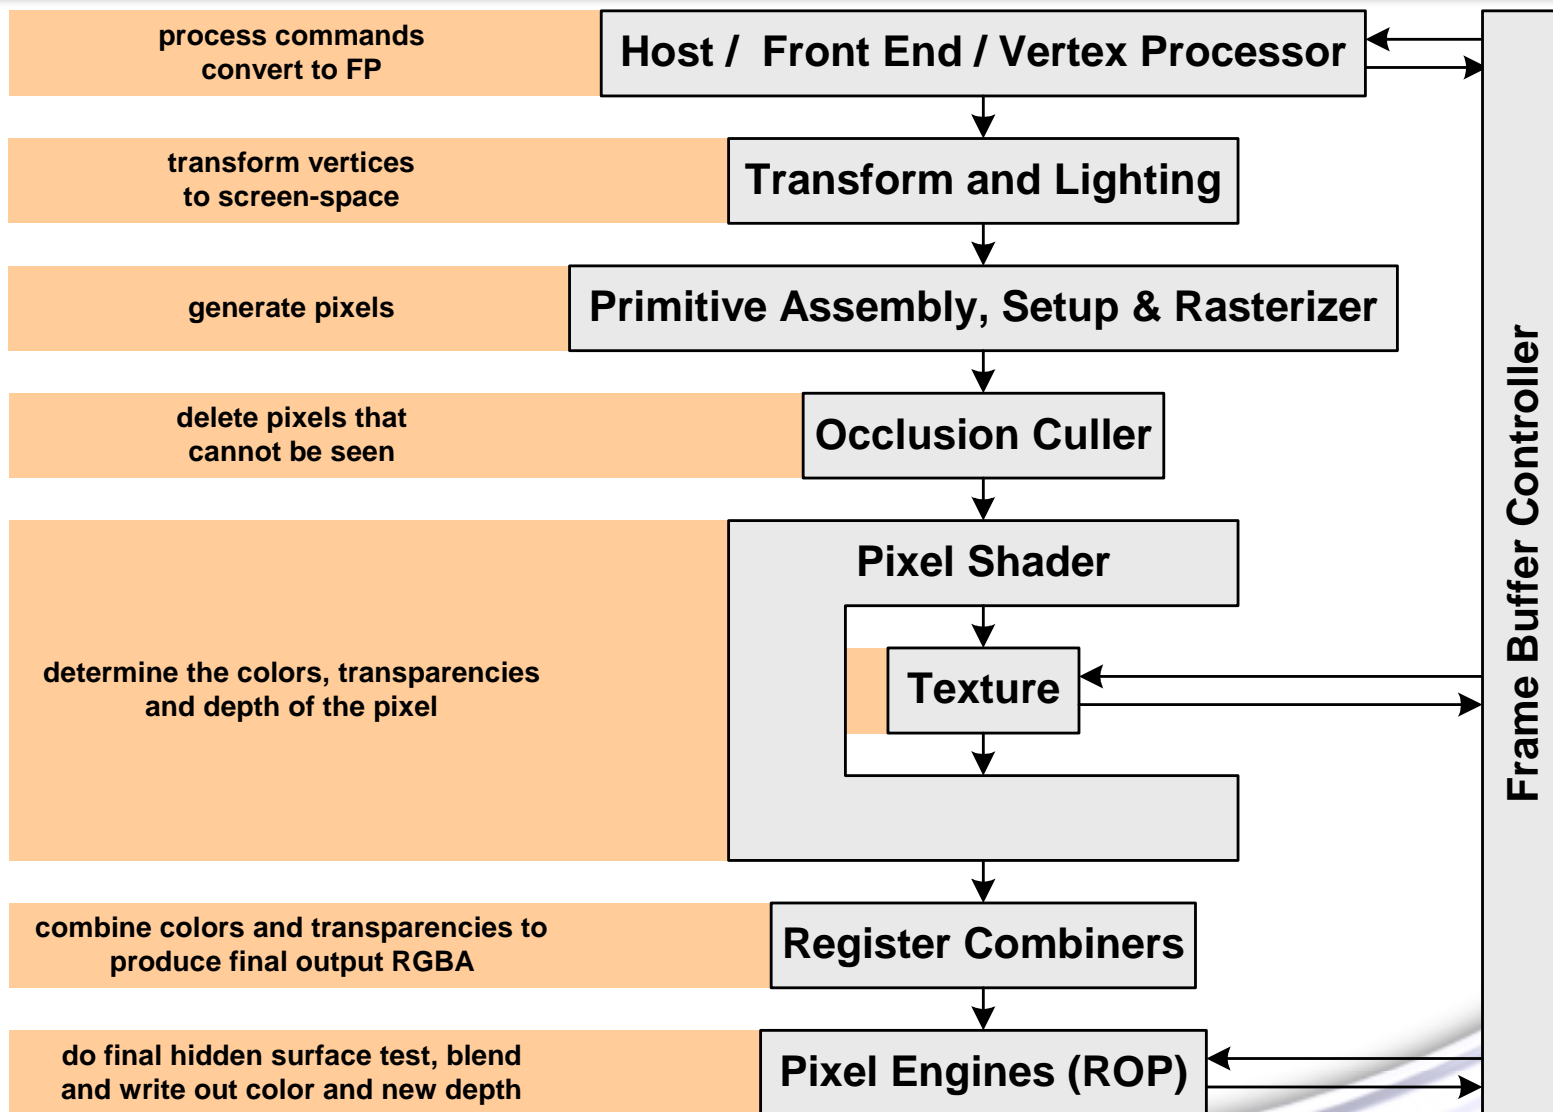 process commands
convert to FP
Host / Front End / Vertex Processor
transform vertices
to screen-space
Transform and Lighting
generate pixels
Primitive Assembly, Setup & Rasterizer
delete pixels that
cannot be seen
Occlusion Culler
Pixel Shader
determine the colors, transparencies
and depth of the pixel
Texture
combine colors and transparencies to
produce final output RGBA
Register Combiners
do final hidden surface test, blend
and write out color and new depth
Pixel Engines (ROP)
Frame Buffer Controller